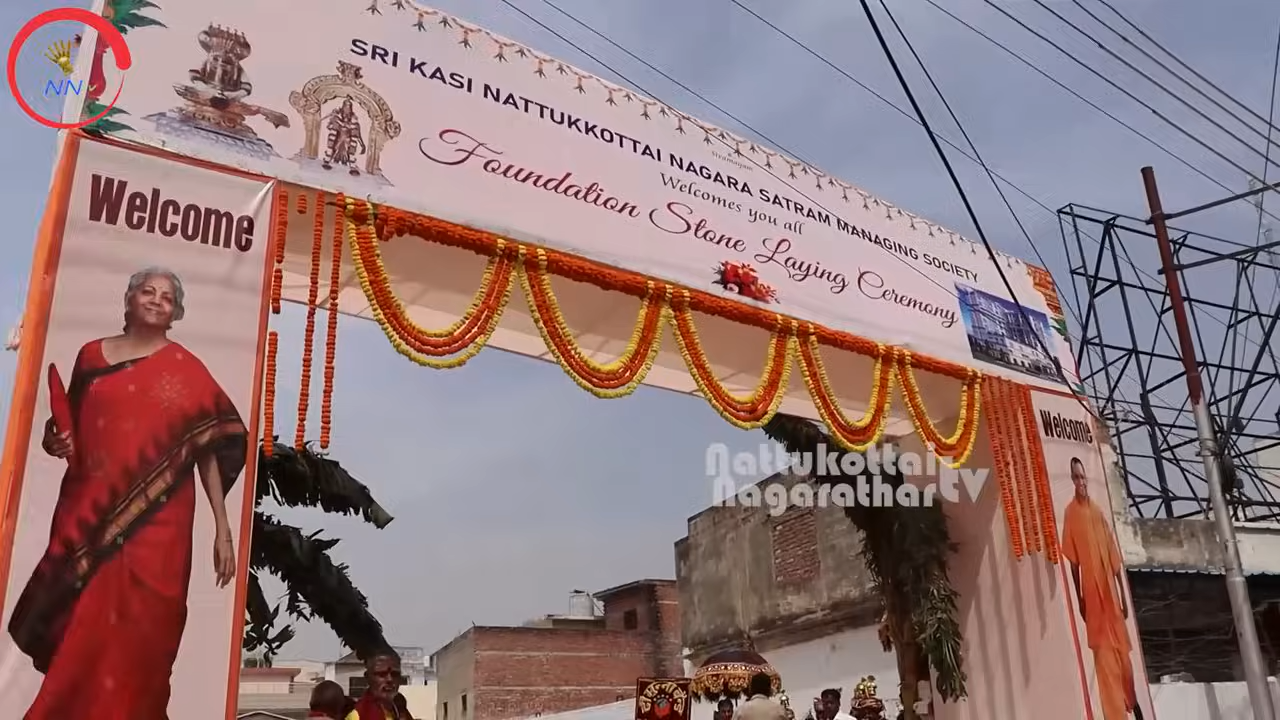 NN
SRI KASI NATTUKKOTTAI NAGARA SATRAM MANAGING SOCIETY
Welcomes you all
Foundation Stone Laying Ceremony
Welcome
Welcome
Nattukottai
Nagarathar tv